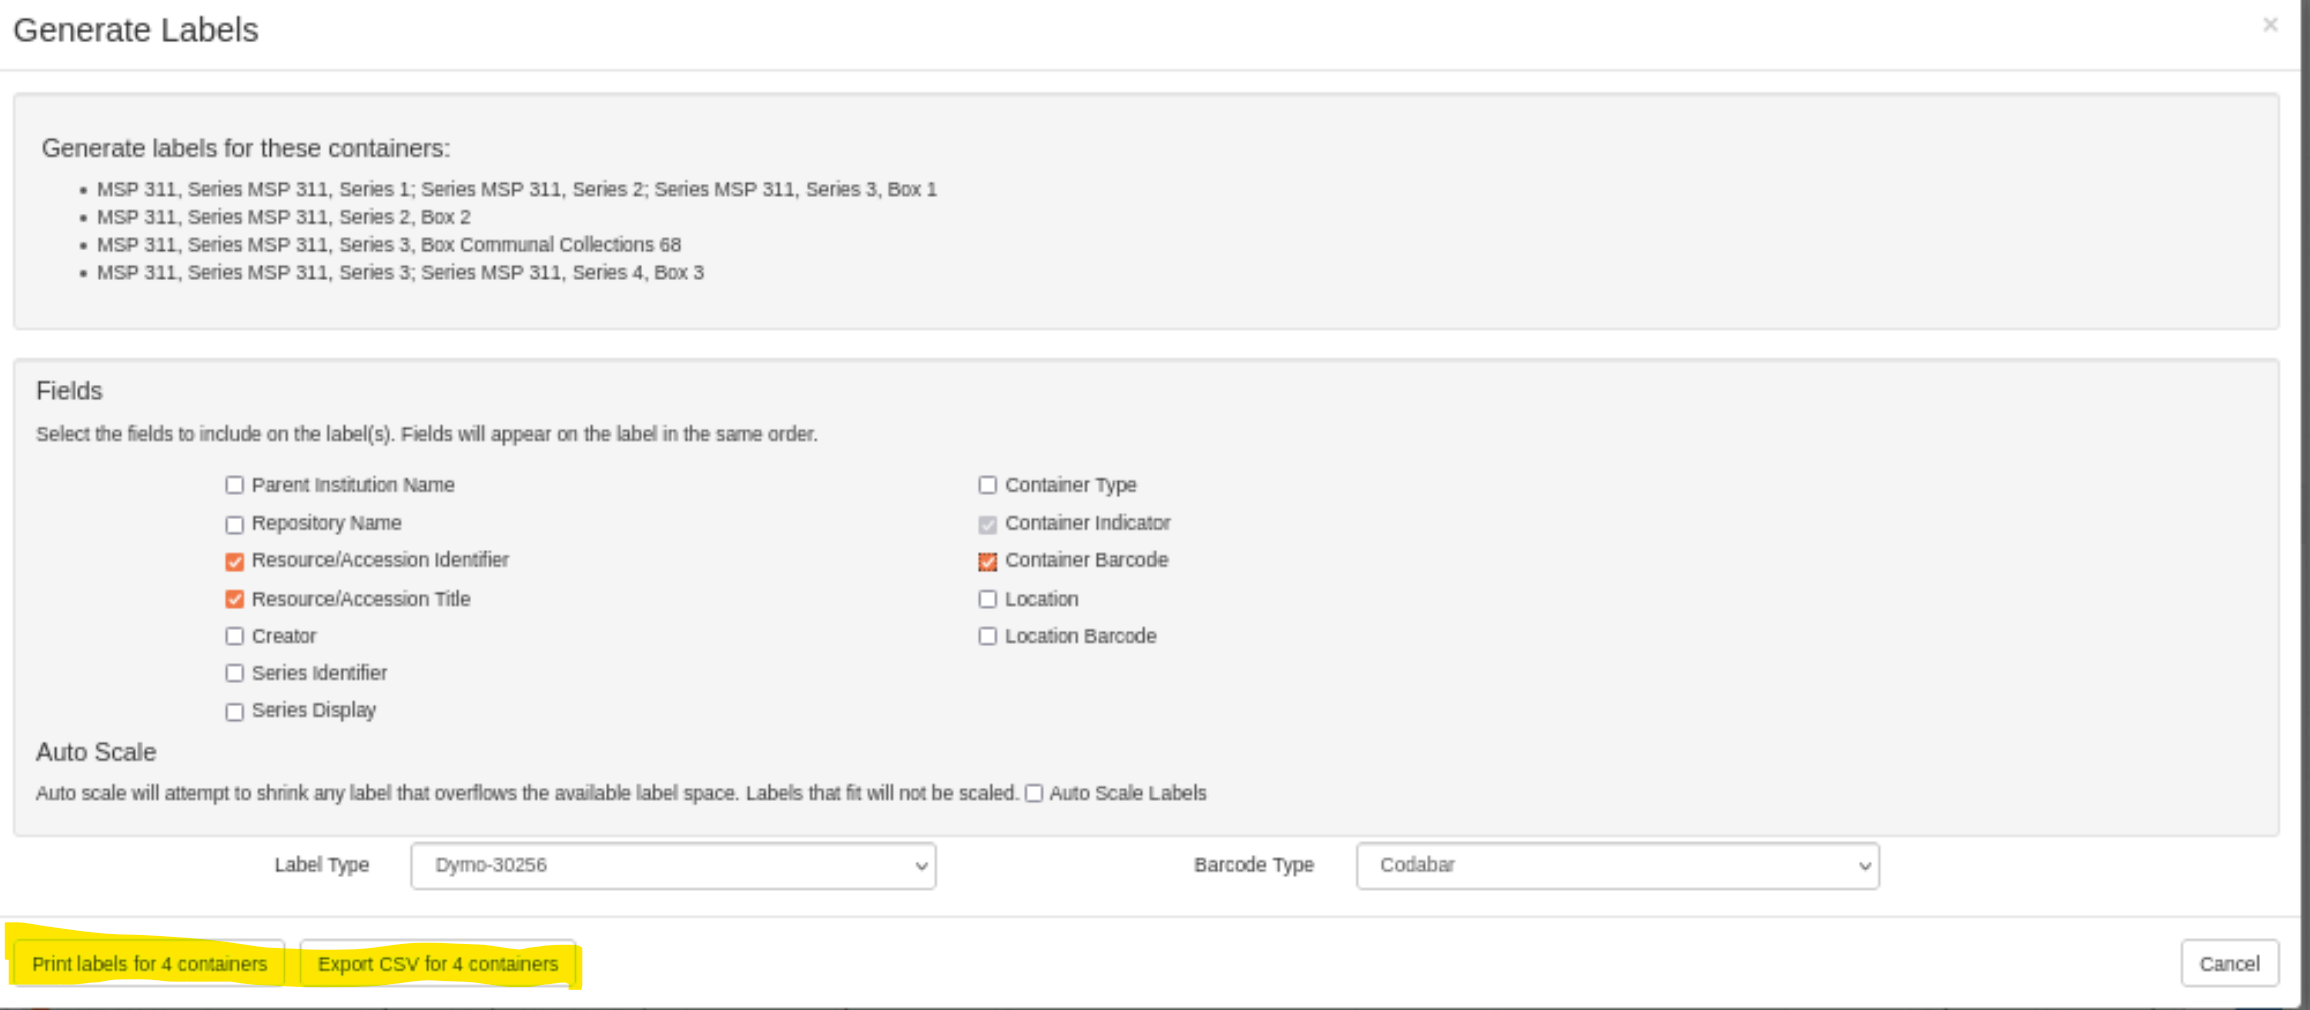 Generate Labels
×
Generate labels for these containers:
• MSP 311, Series MSP 311, Series 1; Series MSP 311, Series 2; Series MSP 311, Series 3, Box 1
• MSP 311, Series MSP 311, Series 2, Box 2
• MSP 311, Series MSP 311, Series 3, Box Communal Collections 68
• MSP 311, Series MSP 311, Series 3; Series MSP 311, Series 4, Box 3
Fields
Select the fields to include on the label(s). Fields will appear on the label in the same order.
Parent Institution Name
Repository Name
Resource/Accession Identifier
Resource/Accession Title
Creator
Series Identifier
Series Display
Container Type
Container Indicator
Container Barcode
Location
Location Barcode
Auto Scale
Auto scale will attempt to shrink any label that overflows the available label space. Labels that fit will not be scaled. Auto Scale Labels
Label Type Dymo-30256 Barcode Type Codabar
Print labels for 4 containers Export CSV for 4 containers Cancel